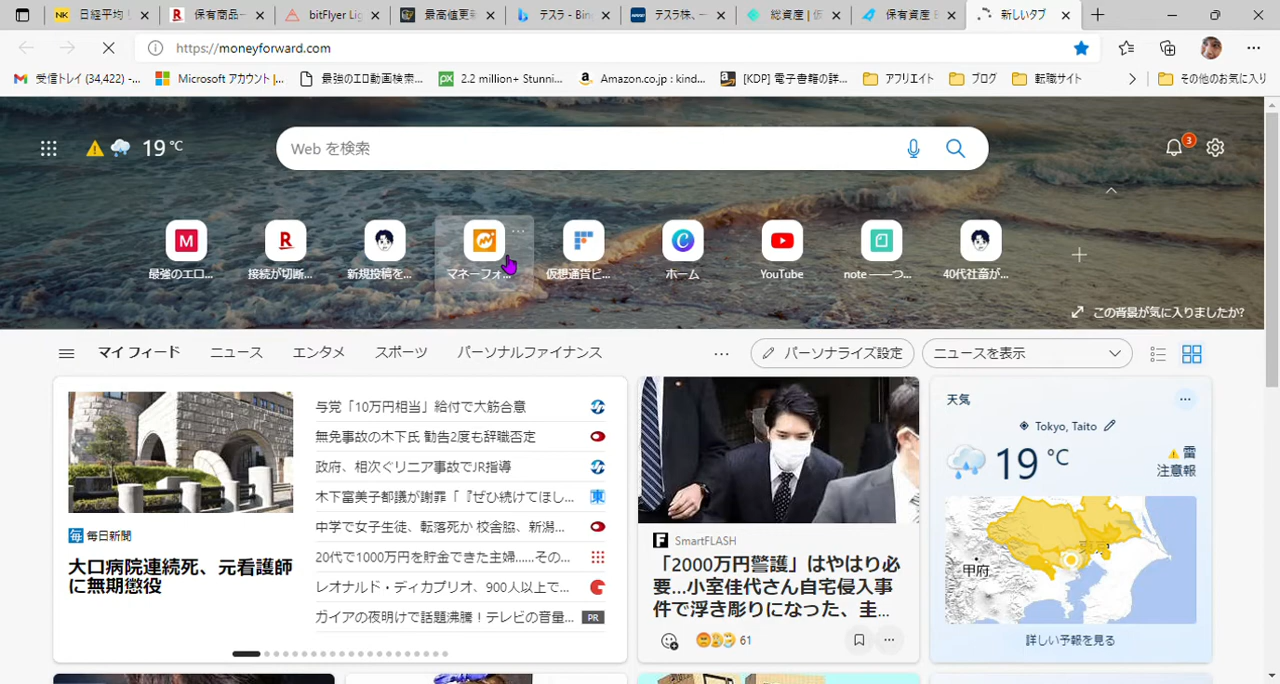 日経平均
保有商品ー
bitFlyer Lig
最高値更新
テスラ - Bin
テスラ株、一
総資産 | 仮
保有資産
新しいタブ
https://moneyforward.com
受信トレイ (34,422) -...
Microsoft アカウント |...
最強のエロ動画検索...
2.2 million+ Stunni...
Amazon.co.jp : kind...
[KDP] 電子書籍の詳...
アフリエイト
ブログ
転職サイト
その他のお気に入り
19 °C
Web を検索
3
最強のエロ...
接続が切断...
新規投稿を...
マネーフォ...
仮想通貨ビ...
ホーム
YouTube
note ――つ...
40代社畜が...
この背景が気に入りましたか?
マイ フィード
ニュース
エンタメ
スポーツ
パーソナルファイナンス
パーソナライズ設定
ニュースを表示
毎日新聞
大口病院連続死、元看護師
に無期懲役
与党「10万円相当」給付で大筋合意
無免事故の木下氏 勧告2度も辞職否定
政府、相次ぐリニア事故でJR指導
木下富美子都議が謝罪「『ぜひ続けてほし...
中学で女子生徒、転落死か 校舎脇、新潟...
20代で1000万円を貯金できた主婦......その...
レオナルド・ディカプリオ、900人以上で...
ガイアの夜明けで話題沸騰!テレビの音量...
PR
SmartFLASH
「2000万円警護」はやはり必
要...小室佳代さん自宅侵入事
件で浮き彫りになった、圭...
61
天気
Tokyo, Taito
19 °C
雷
注意報
甲府
東京
詳しい予報を見る